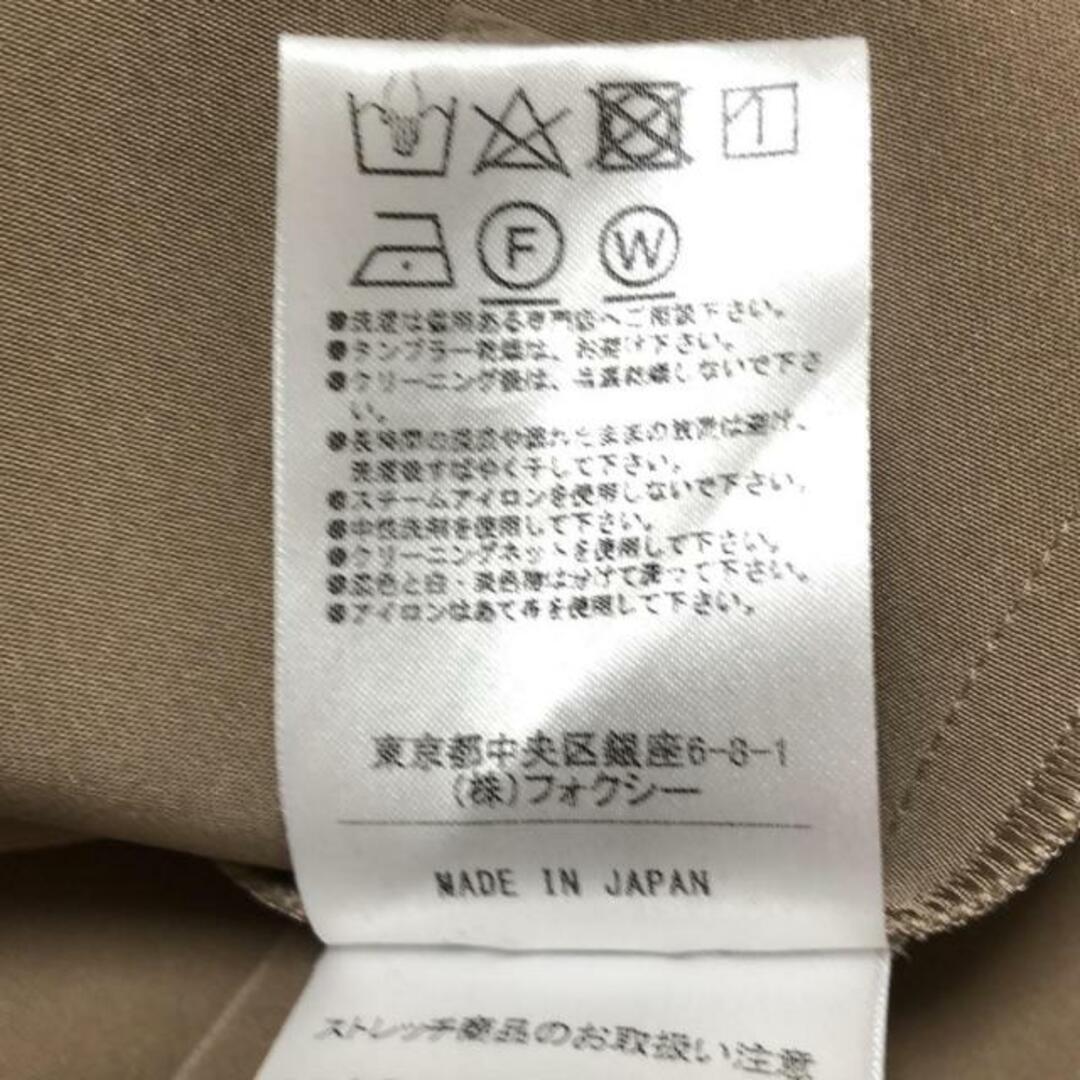 F W
●洗濯は信用ある専門店へご相談下さい。
●タンブラー乾燥は、お避け下さい。
●クリーニング後は、高温乾燥しないで下さ
い。
●長時間の浸漬や濡れたままの放置は避け、
洗濯後すばやく干して下さい。
●スチームアイロンを使用しないで下さい。
●中性洗剤を使用して下さい。
●クリーニングネットを使用して下さい。
●濃色と白・淡色物は分けて洗って下さい。
●アイロンはあて布を使用して下さい。
東京都中央区銀座6-8-1
(株)フォクシー
MADE IN JAPAN
ストレッチ商品のお取扱い注意